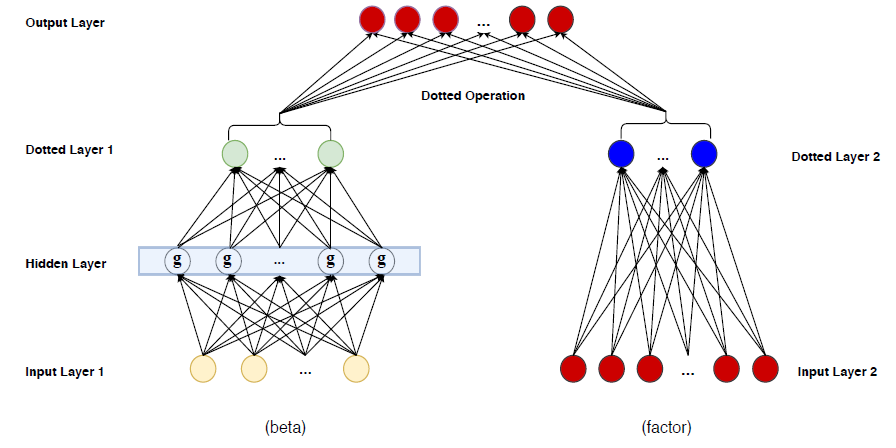 Output Layer
...
Dotted Operation
Dotted Layer 1
...
...
Dotted Layer 2
Hidden Layer
g g ... g g
Input Layer 1
...
...
Input Layer 2
(beta)
(factor)